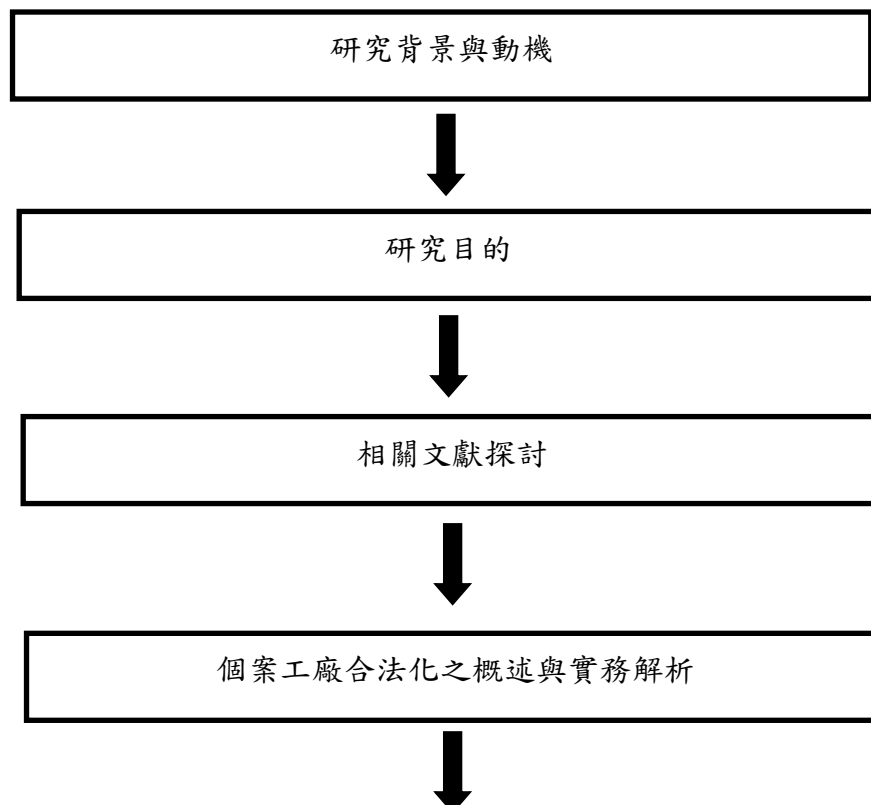 研究背景與動機
研究目的
相關文獻探討
個案工廠合法化之概述與實務解析